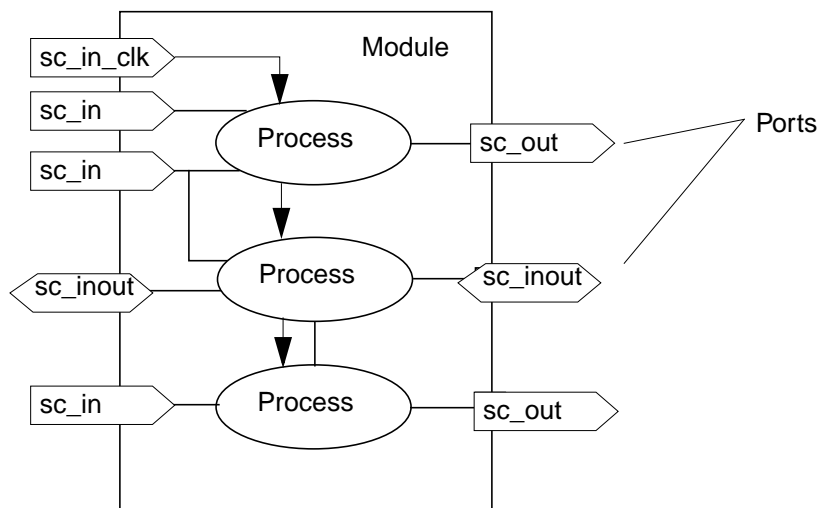 sc_in_clk
Module
sc_in
Process
sc_out
Ports
sc_in
Process
sc_inout
sc_inout
sc_in
Process
sc_out